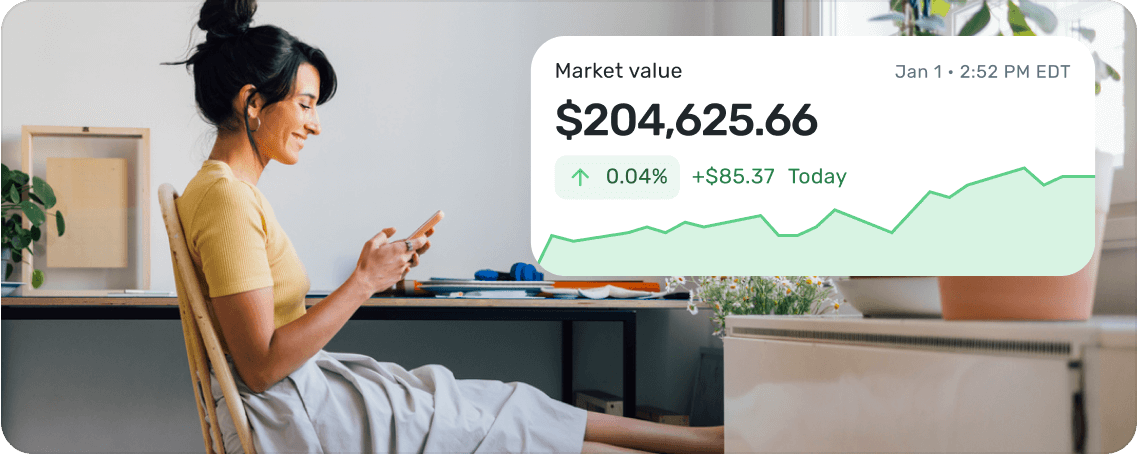 Market value
Jan 1 • 2:52 PM EDT
$204,625.66
↑ 0.04% +$85.37 Today